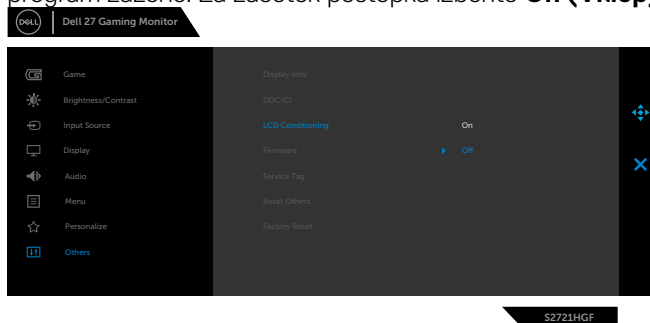 program zažene. Za začetek postopka izberite On (Vklop)
DELL
Dell 27 Gaming Monitor
Game
Display Info
Brightness/Contrast
DDC/CI
Input Source
LCD Conditioning
On
Display
Firmware
Off
Audio
Service Tag
Menu
Reset Others
Personalize
Factory Reset
Others
S2721HGF